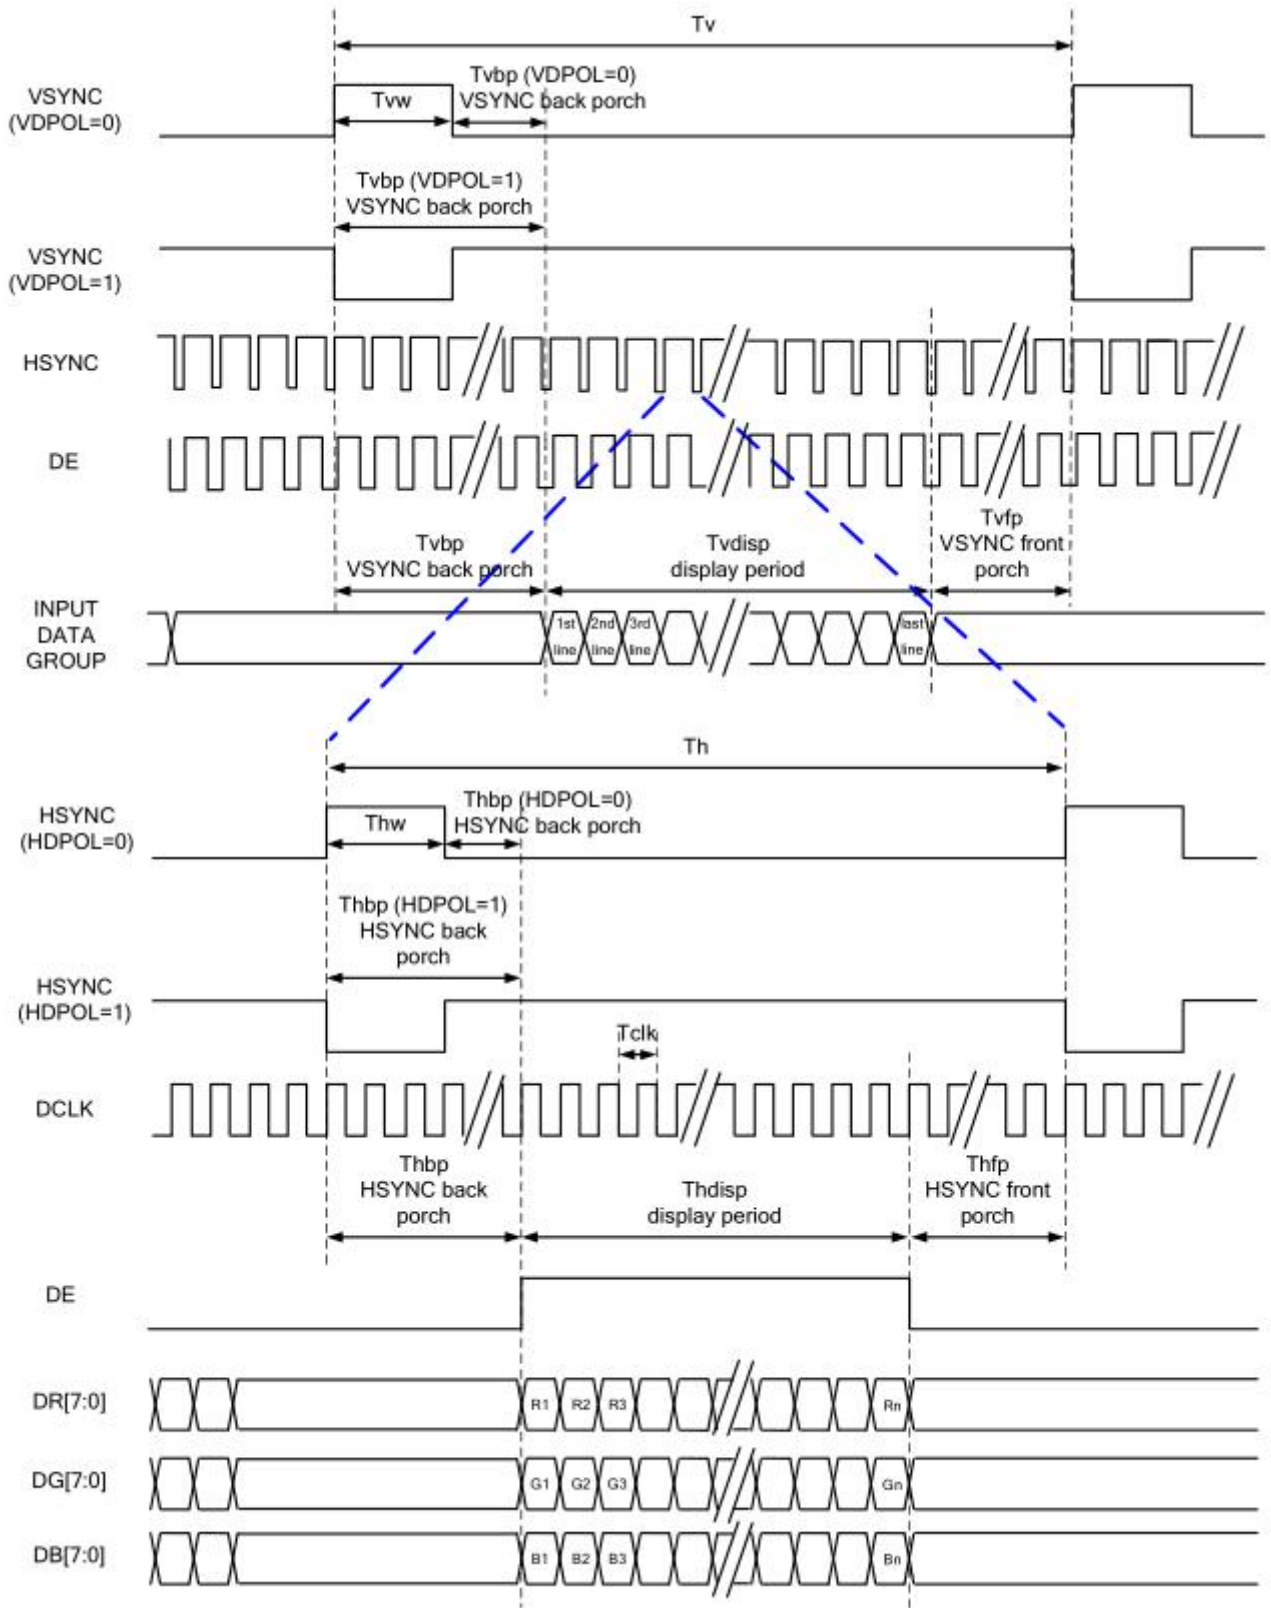 Tv
VSYNC
(VDPOL=0)
Tvw
Tvbp (VDPOL=0)
VSYNC back porch
Tvbp (VDPOL=1)
VSYNC back porch
VSYNC
(VDPOL=1)
HSYNC
DE
Tvbp
VSYNC back porch
Tvdisp
display period
Tvfp
VSYNC front
porch
INPUT
DATA
GROUP
1st
line
2nd
line
3rd
line
last
line
Th
HSYNC
(HDPOL=0)
Thw
Thbp (HDPOL=0)
HSYNC back porch
Thbp (HDPOL=1)
HSYNC back
porch
HSYNC
(HDPOL=1)
Tclk
DCLK
Thbp
HSYNC back
porch
Thdisp
display period
Thfp
HSYNC front
porch
DE
DR[7:0]
R1 R2 R3 Rn
DG[7:0]
G1 G2 G3 Gn
DB[7:0]
B1 B2 B3 Bn